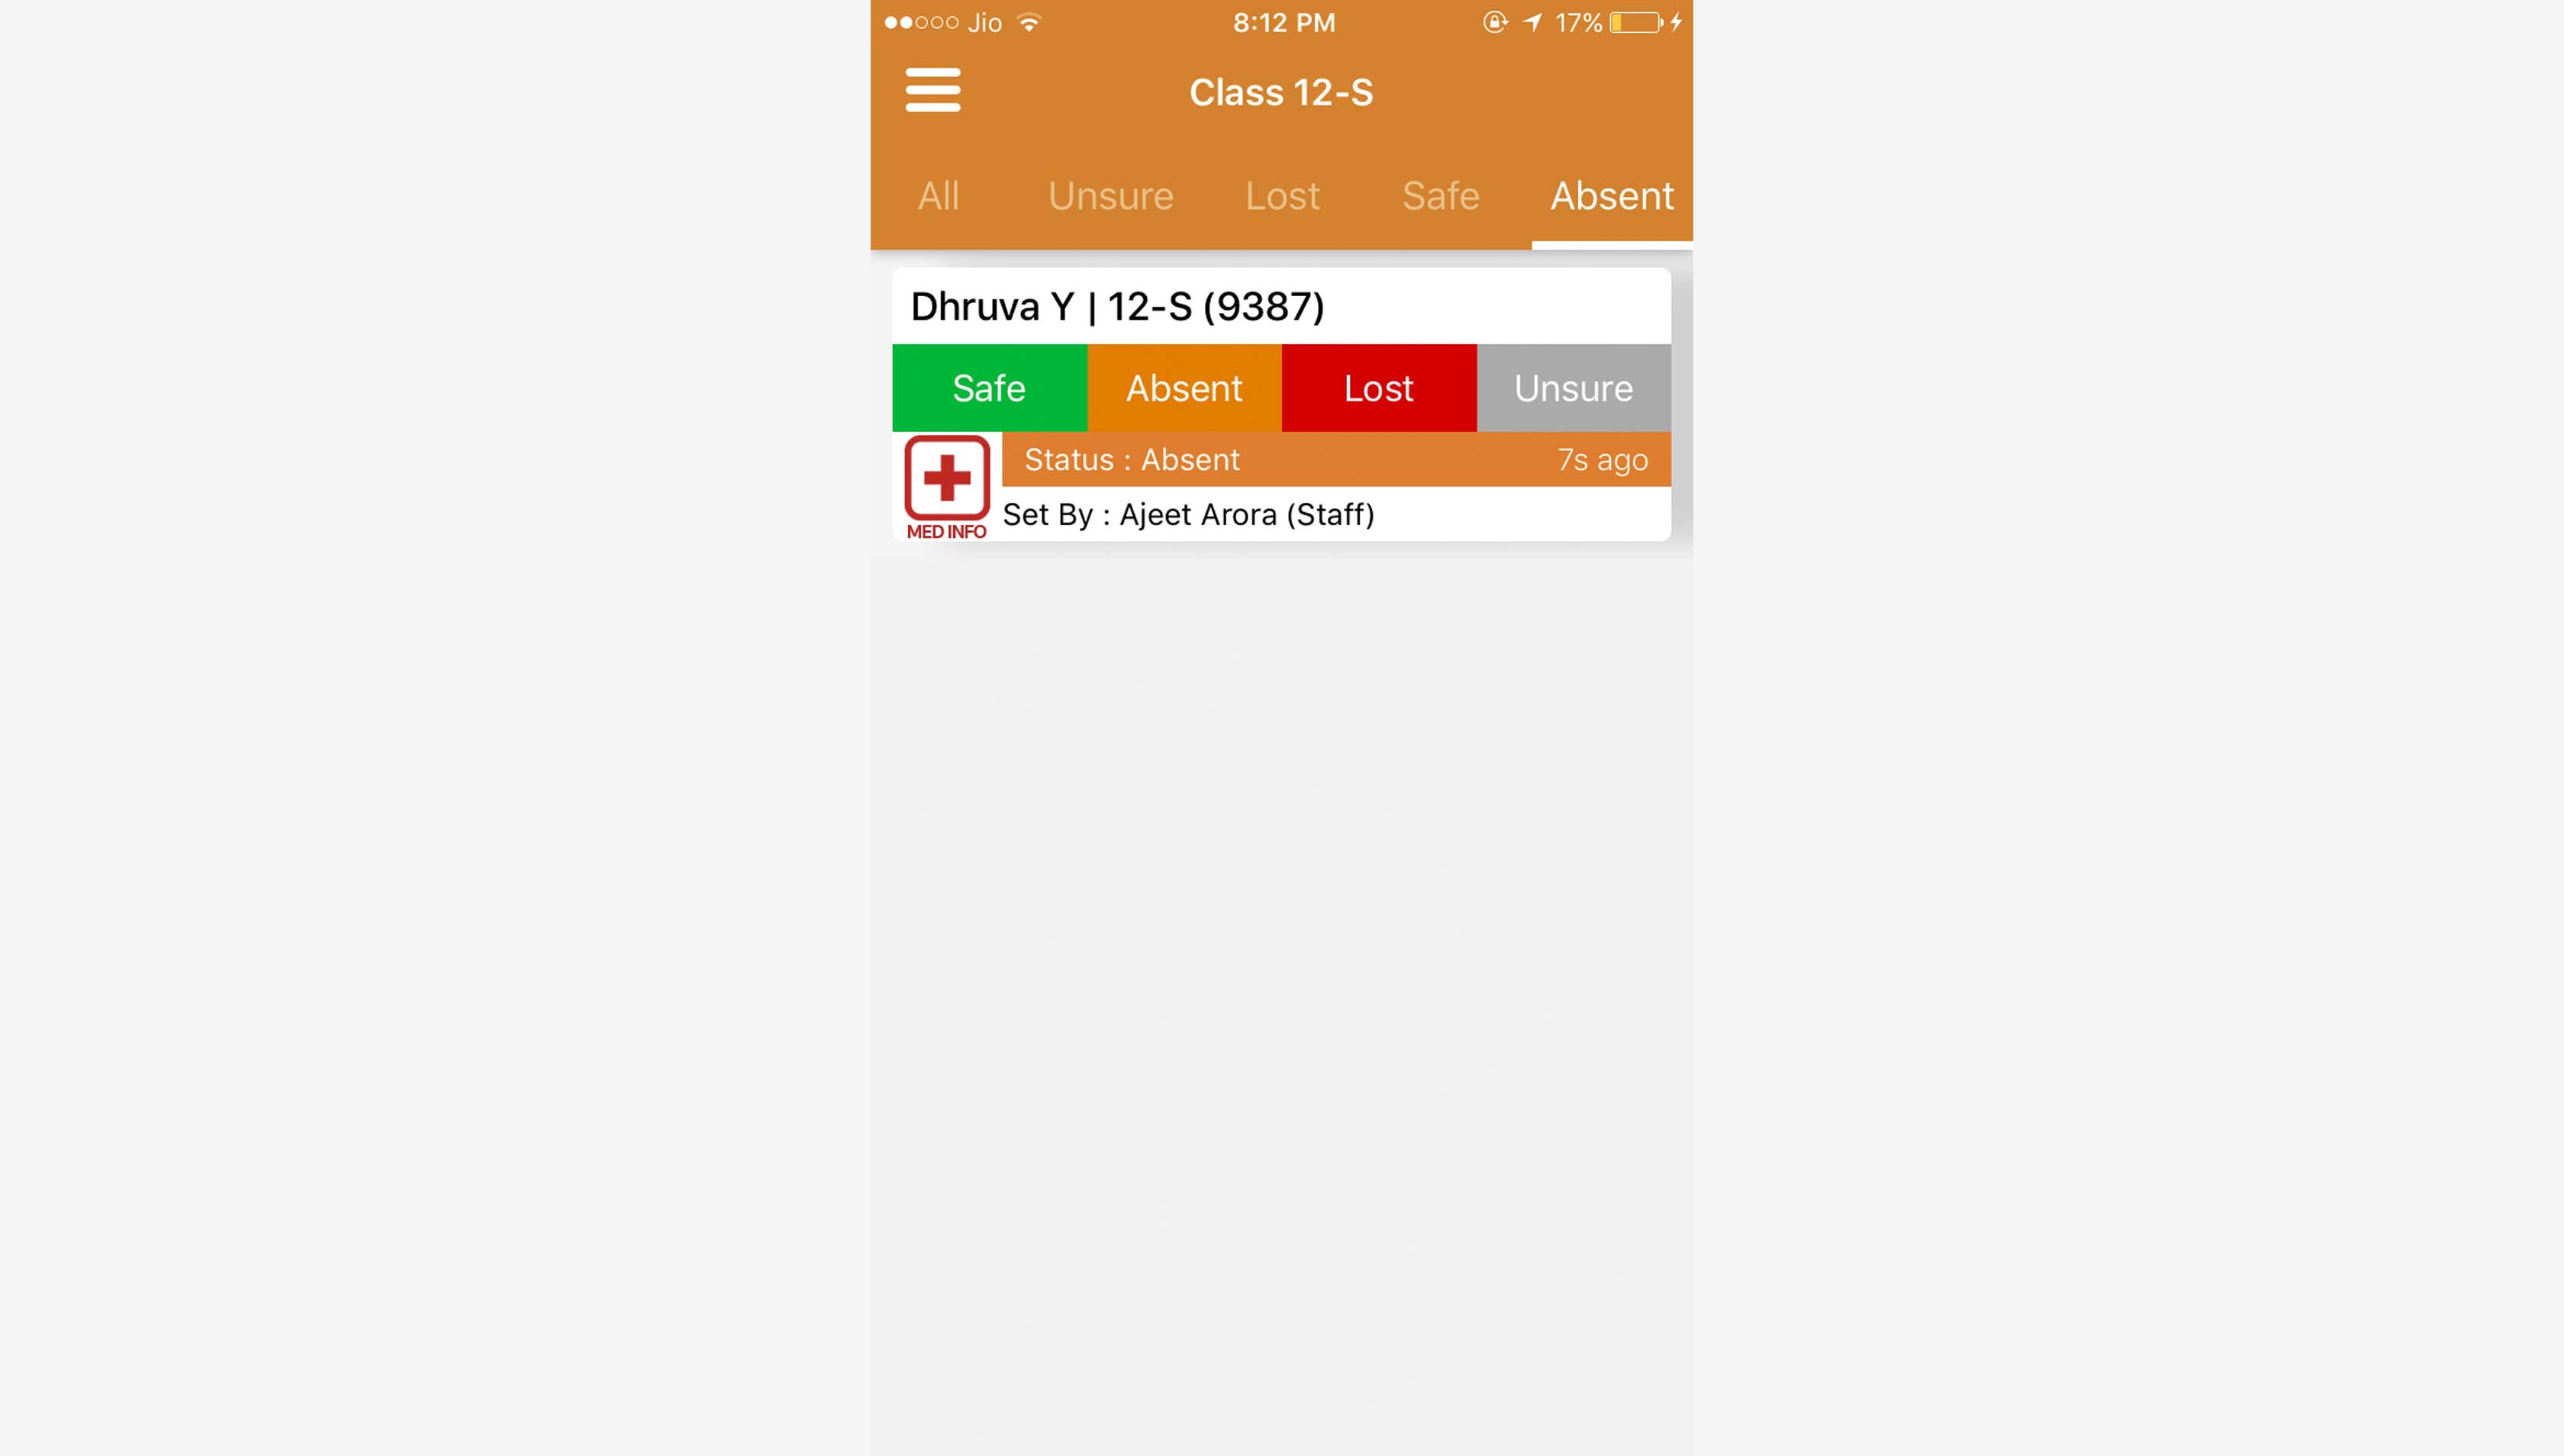 Jio 8:12 PM 17%
Class 12-S
All Unsure Lost Safe Absent
Dhruva Y | 12-S (9387)
Safe Absent Lost Unsure
Status : Absent 7s ago
Set By : Ajeet Arora (Staff)
MED INFO